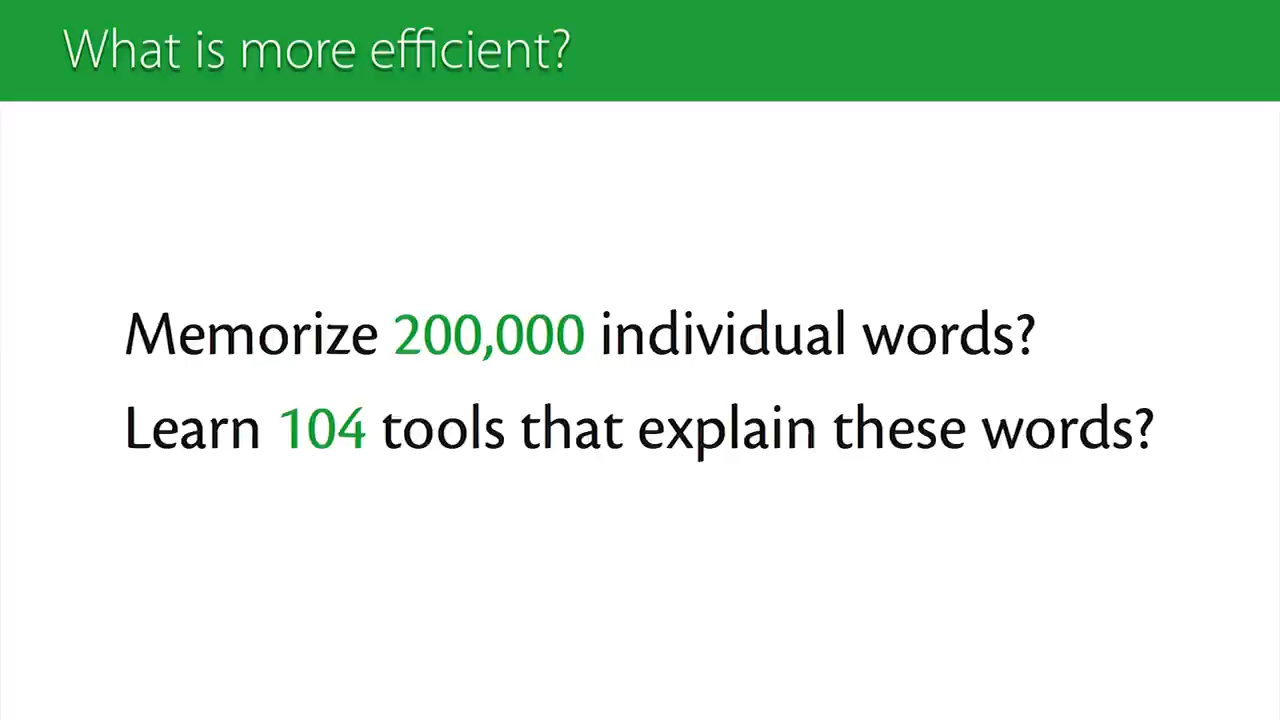 What is more efficient?
Memorize 200,000 individual words?
Learn 104 tools that explain these words?